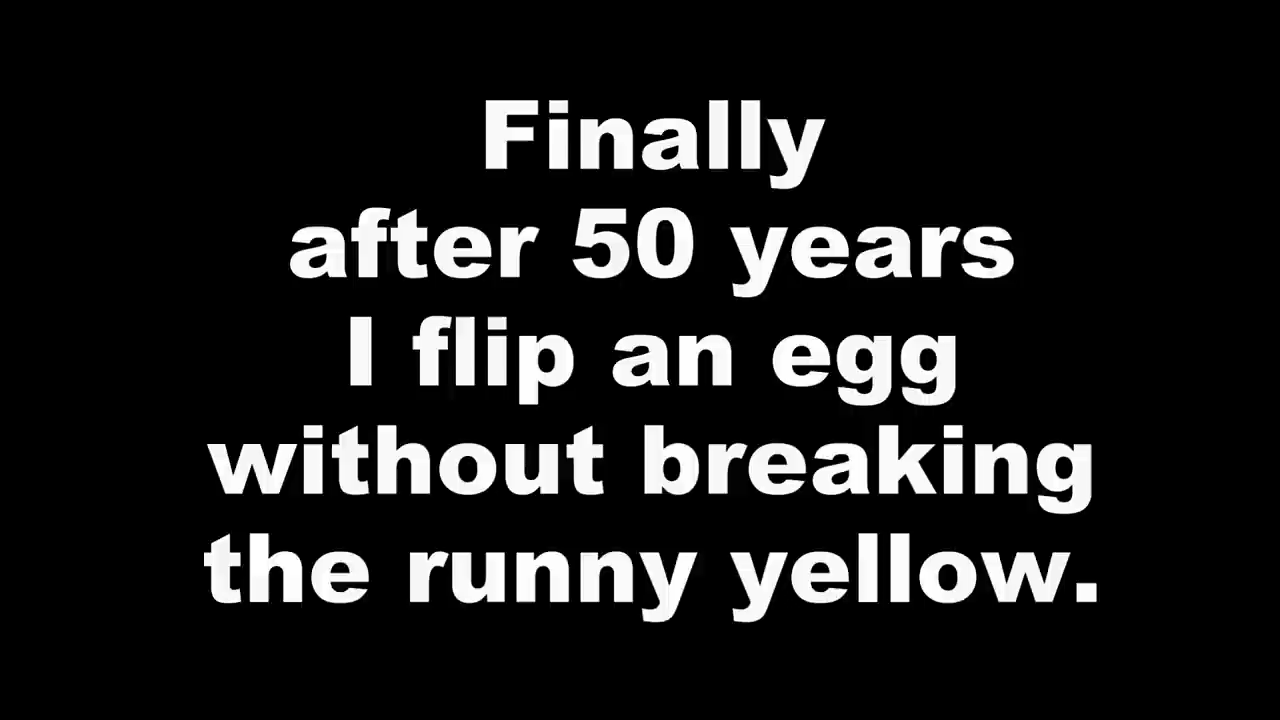 Finally
after 50 years
I flip an egg
without breaking
the runny yellow.